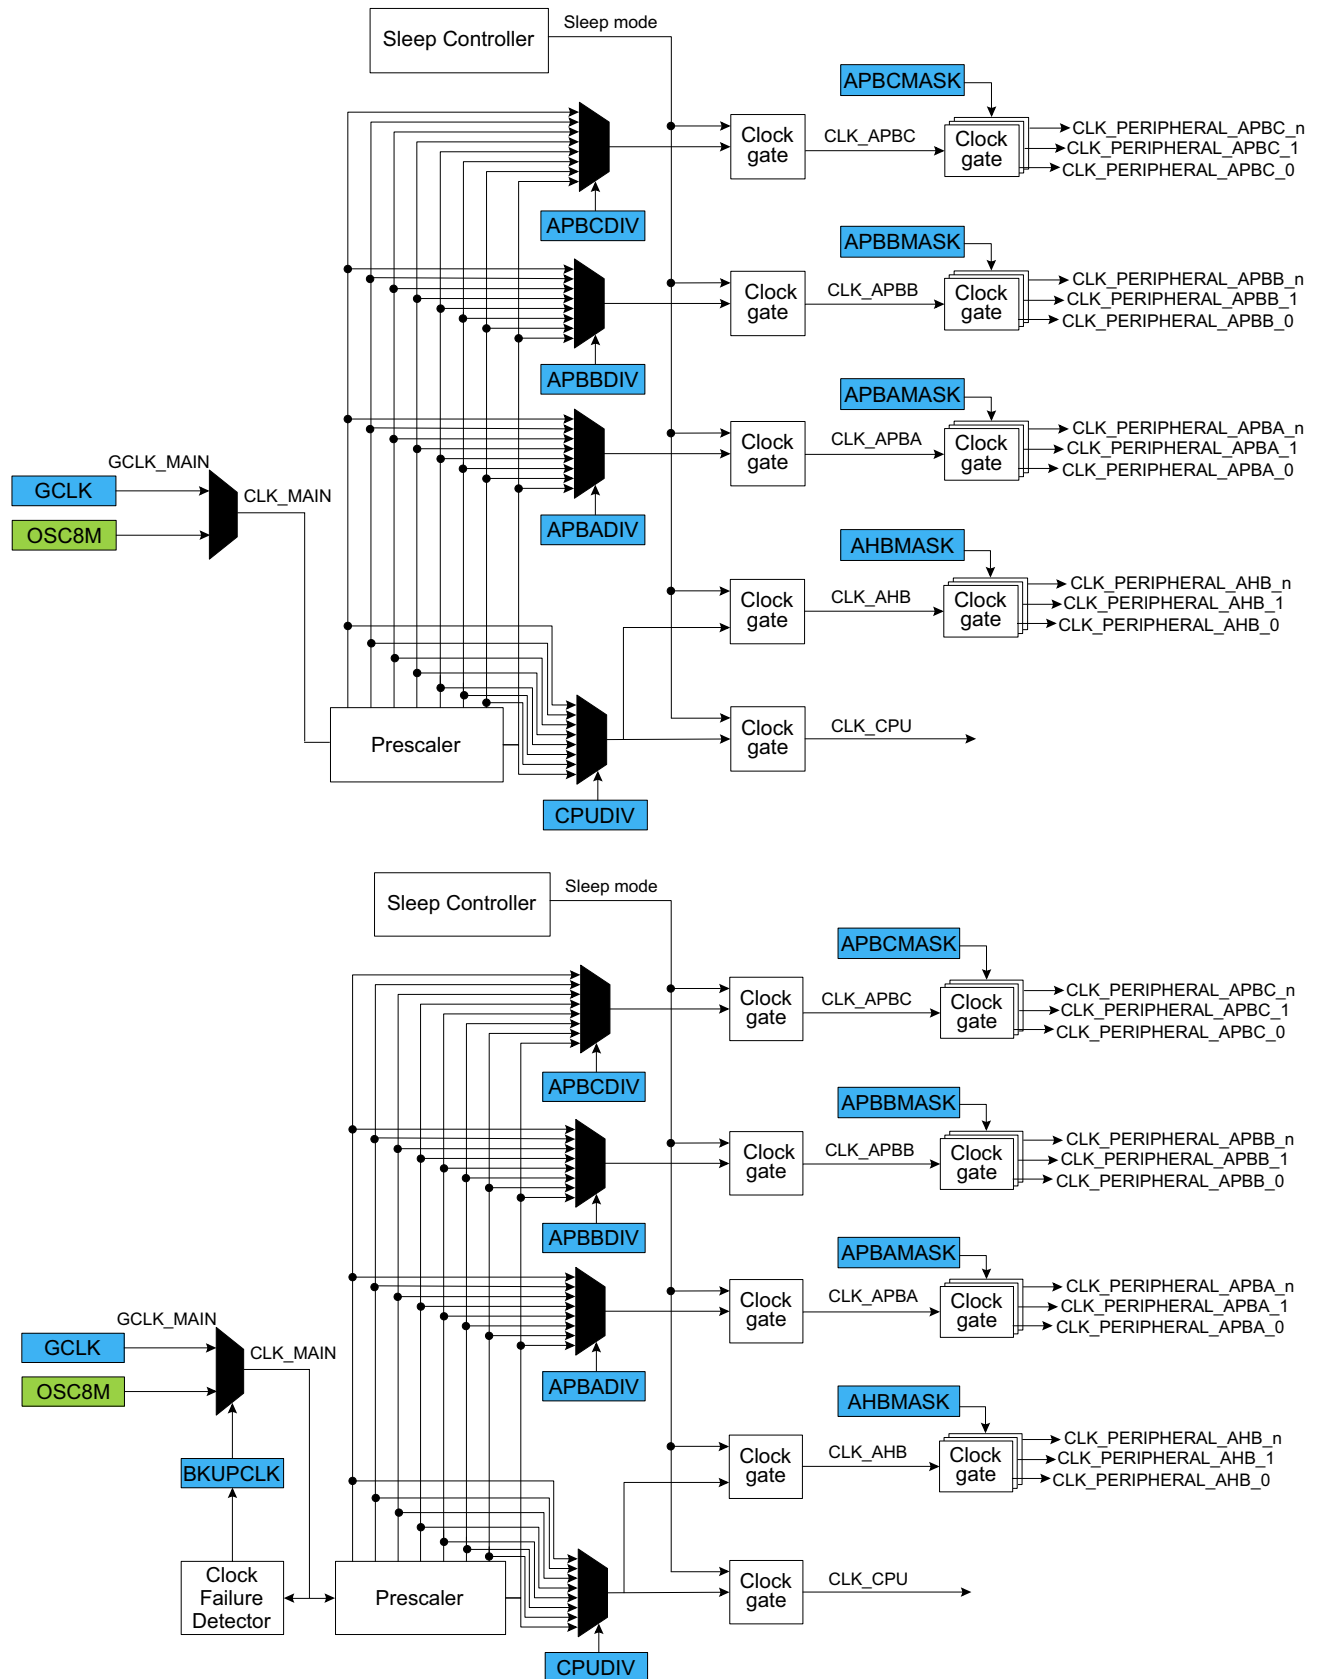 Sleep mode
Sleep Controller
APBCMASK
Clock
gate
CLK_APBC
Clock
gate
CLK_PERIPHERAL_APBC_n
CLK_PERIPHERAL_APBC_1
CLK_PERIPHERAL_APBC_0
APBCDIV
APBBMASK
Clock
gate
CLK_APBB
Clock
gate
CLK_PERIPHERAL_APBB_n
CLK_PERIPHERAL_APBB_1
CLK_PERIPHERAL_APBB_0
APBBDIV
APBAMASK
Clock
gate
CLK_APBA
Clock
gate
CLK_PERIPHERAL_APBA_n
CLK_PERIPHERAL_APBA_1
CLK_PERIPHERAL_APBA_0
GCLK_MAIN
GCLK
CLK_MAIN
OSC8M
APBADIV
AHBMASK
Clock
gate
CLK_AHB
Clock
gate
CLK_PERIPHERAL_AHB_n
CLK_PERIPHERAL_AHB_1
CLK_PERIPHERAL_AHB_0
Prescaler
Clock
gate
CLK_CPU
CPUDIV
Sleep mode
Sleep Controller
APBCMASK
Clock
gate
CLK_APBC
Clock
gate
CLK_PERIPHERAL_APBC_n
CLK_PERIPHERAL_APBC_1
CLK_PERIPHERAL_APBC_0
APBCDIV
APBBMASK
Clock
gate
CLK_APBB
Clock
gate
CLK_PERIPHERAL_APBB_n
CLK_PERIPHERAL_APBB_1
CLK_PERIPHERAL_APBB_0
APBBDIV
APBAMASK
Clock
gate
CLK_APBA
Clock
gate
CLK_PERIPHERAL_APBA_n
CLK_PERIPHERAL_APBA_1
CLK_PERIPHERAL_APBA_0
GCLK_MAIN
GCLK
CLK_MAIN
OSC8M
APBADIV
AHBMASK
Clock
gate
CLK_AHB
Clock
gate
CLK_PERIPHERAL_AHB_n
CLK_PERIPHERAL_AHB_1
CLK_PERIPHERAL_AHB_0
BKUPCLK
Clock
Failure
Detector
Prescaler
Clock
gate
CLK_CPU
CPUDIV